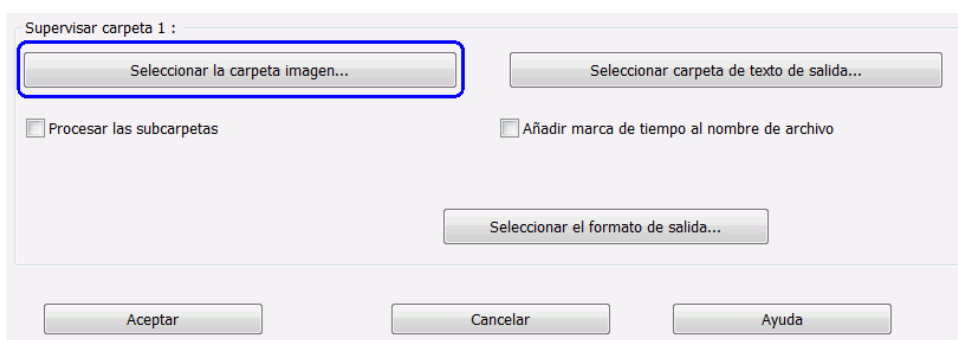 Supervisar carpeta 1 :
Seleccionar la carpeta imagen...
Seleccionar carpeta de texto de salida...
Procesar las subcarpetas
Añadir marca de tiempo al nombre de archivo
Seleccionar el formato de salida...
Aceptar
Cancelar
Ayuda